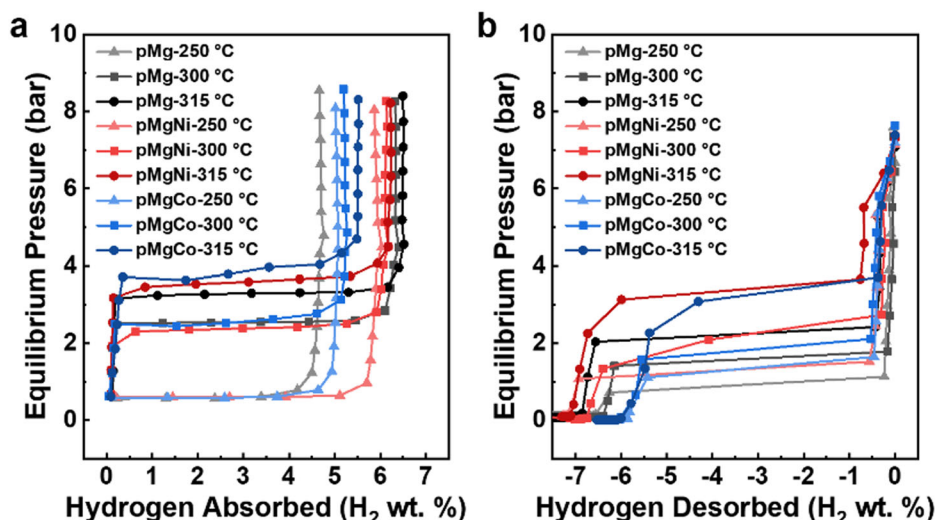 a
pMg-250 °C
pMg-300 °C
pMg-315 °C
pMgNi-250 °C
pMgNi-300 °C
pMgNi-315 °C
pMgCo-250 °C
pMgCo-300 °C
pMgCo-315 °C
Equilibrium Pressure (bar)
10
8
6
4
2
0
0 1 2 3 4 5 6 7
Hydrogen Absorbed (H₂ wt. %)
b
pMg-250 °C
pMg-300 °C
pMg-315 °C
pMgNi-250 °C
pMgNi-300 °C
pMgNi-315 °C
pMgCo-250 °C
pMgCo-300 °C
pMgCo-315 °C
Equilibrium Pressure (bar)
10
8
6
4
2
0
-7 -6 -5 -4 -3 -2 -1 0
Hydrogen Desorbed (H₂ wt. %)